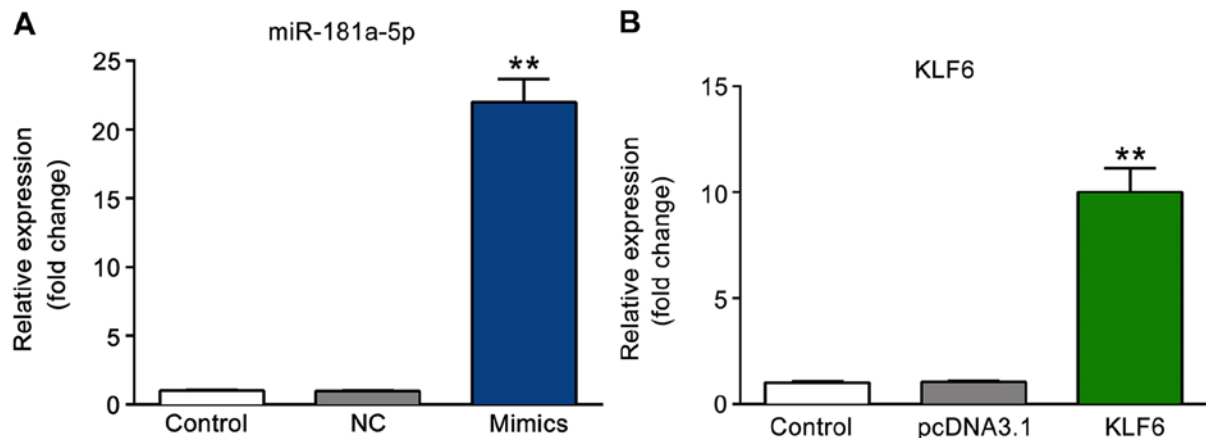 A
miR-181a-5p
Relative expression
(fold change)
25
20
15
10
5
0
**
Control
NC
Mimics
B
KLF6
Relative expression
(fold change)
15
10
5
0
**
Control
pcDNA3.1
KLF6